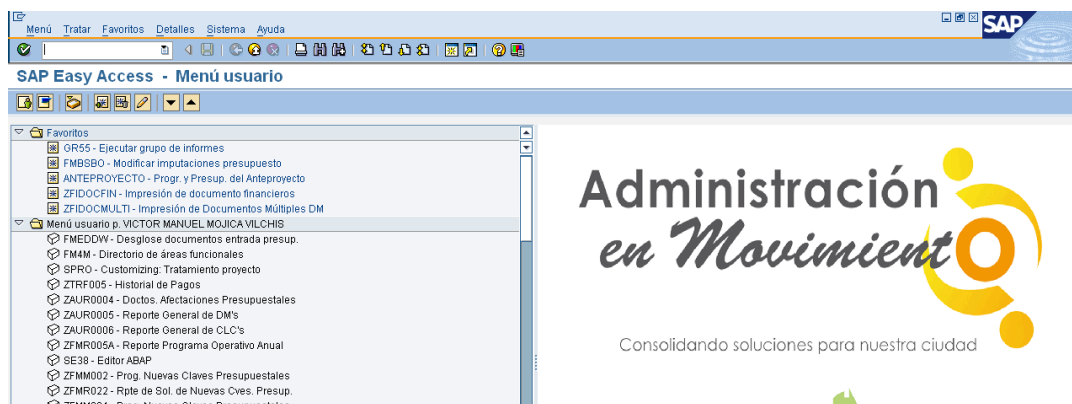 Menú Tratar Favoritos Detalles Sistema Ayuda
SAP
SAP Easy Access - Menú usuario
Favoritos
GR55 - Ejecutar grupo de informes
FMBSBO - Modificar imputaciones presupuesto
ANTEPROYECTO - Progr. y Presup. del Anteproyecto
ZFIDOCFIN - Impresión de documento financieros
ZFIDOCMULTI - Impresión de Documentos Múltiples DM
Menú usuario p. VICTOR MANUEL MOJICA VILCHIS
FMEDDW - Desglose documentos entrada presup.
FM4M - Directorio de áreas funcionales
SPRO - Customizing: Tratamiento proyecto
ZTRF005 - Historial de Pagos
ZAUR0004 - Doctos. Afectaciones Presupuestales
ZAUR0005 - Reporte General de DM's
ZAUR0006 - Reporte General de CLC's
ZFMR005A - Reporte Programa Operativo Anual
SE38 - Editor ABAP
ZFMM002 - Prog. Nuevas Claves Presupuestales
ZFMR022 - Rpte de Sol. de Nuevas Cves. Presup.
Administración
en Movimiento
Consolidando soluciones para nuestra ciudad